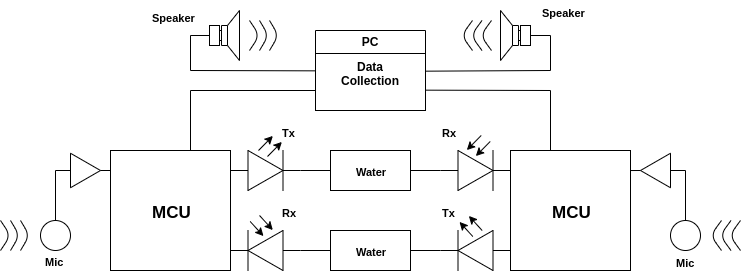 Speaker
Speaker
PC
Data
Collection
Tx
Rx
MCU
Water
MCU
Rx
Tx
Water
Mic
Mic